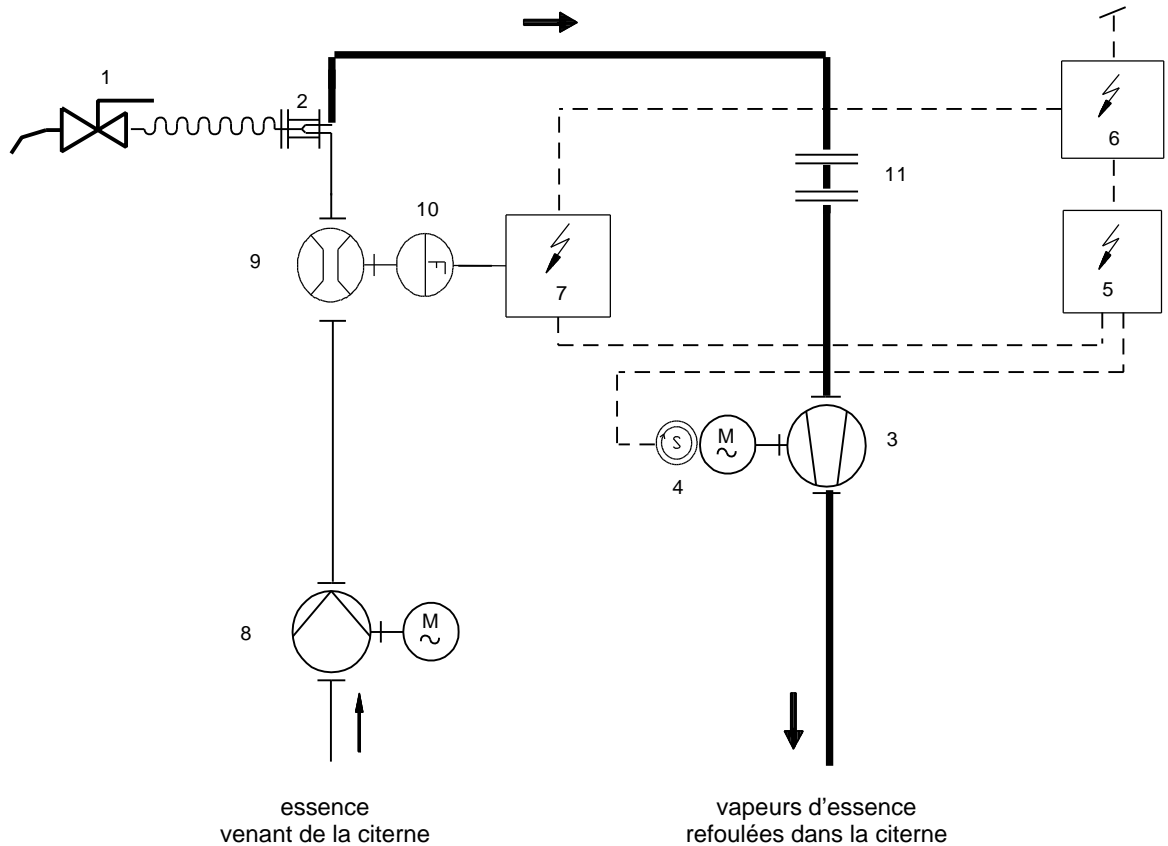 1
2
6
11
10
9
7
5
F
M
S
3
4
M
8
essence
venant de la citerne
vapeurs d’essence
refoulées dans la citerne